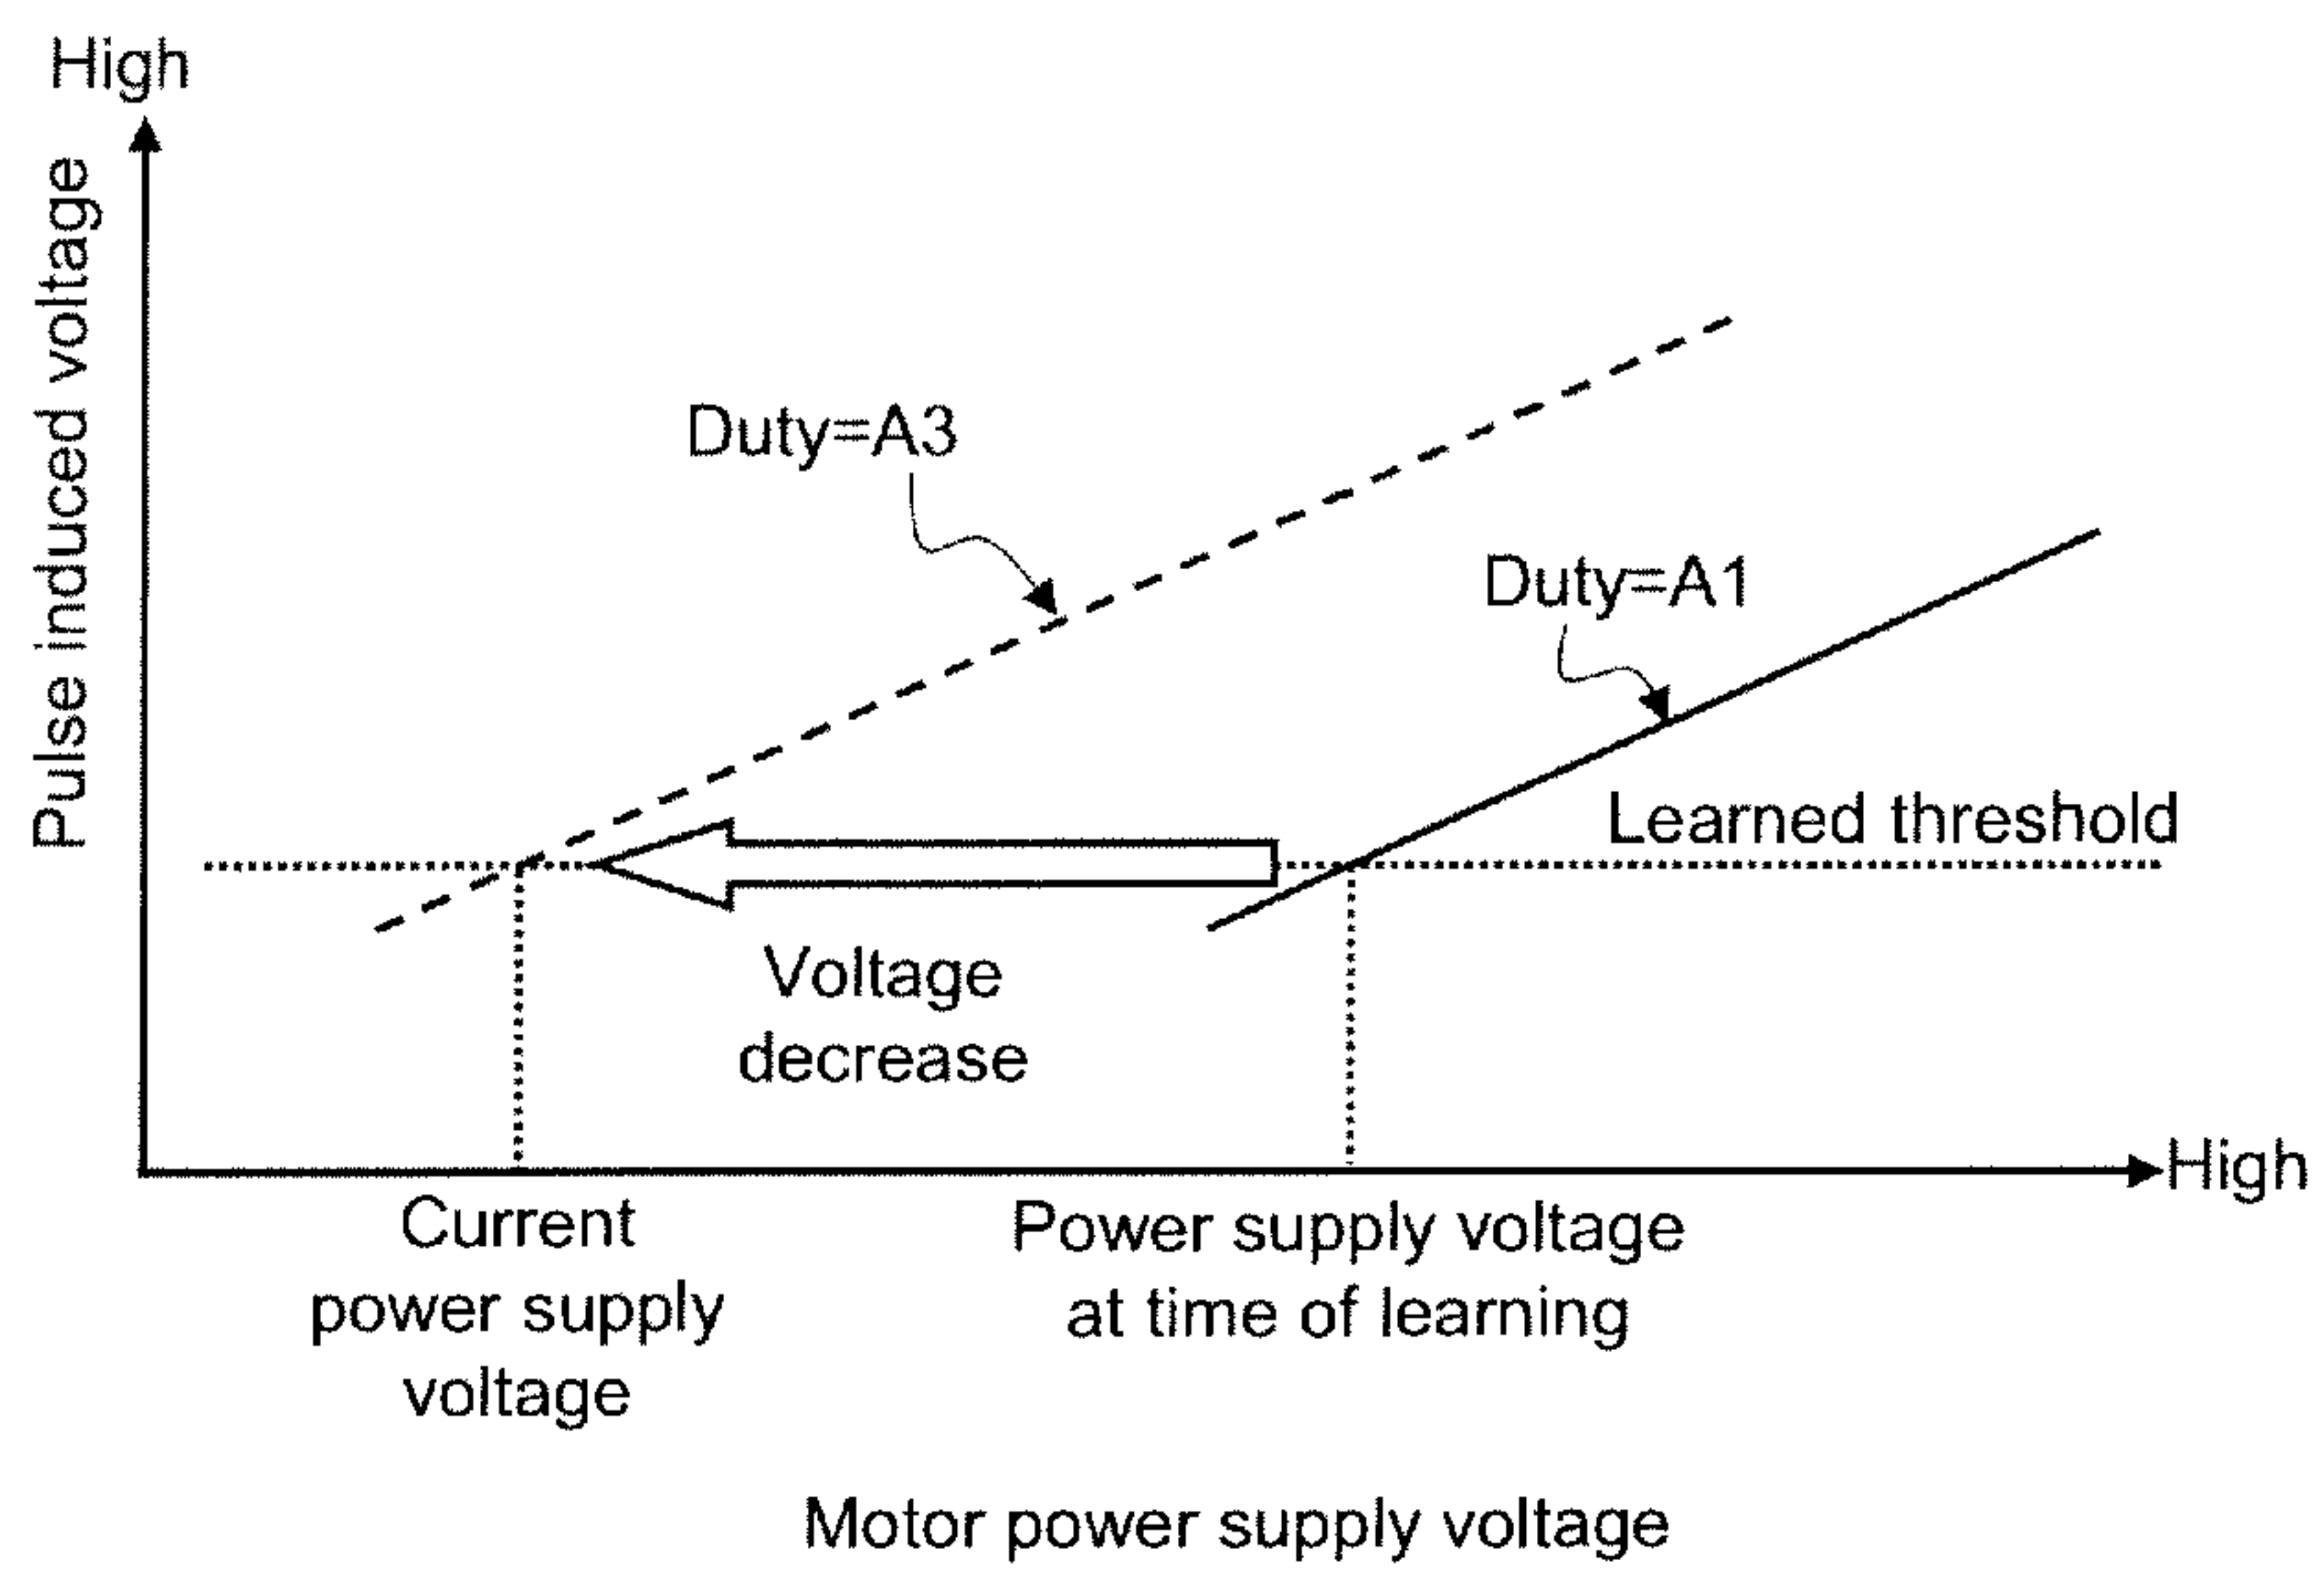 High
Pulse induced voltage
Duty=A3
Duty=A1
Learned threshold
Voltage
decrease
High
Current
power supply
voltage
Power supply voltage
at time of learning
Motor power supply voltage